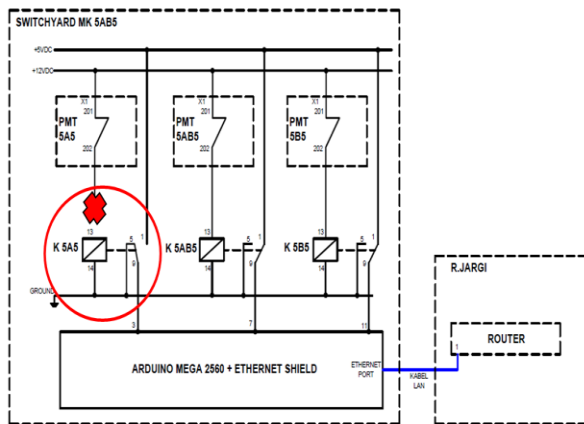 SWITCHYARD MK 5AB5
+5VDC
+12VDC
X1
201
PMT
5A5
202
X1
201
PMT
5AB5
202
X1
201
PMT
5B5
202
13
K 5A5
14
5
1
9
13
K 5AB5
14
5
1
9
13
K 5B5
14
5
1
9
GROUND
3
7
11
ARDUINO MEGA 2560 + ETHERNET SHIELD
ETHERNET
PORT
KABEL
LAN
R.JARGI
1
ROUTER